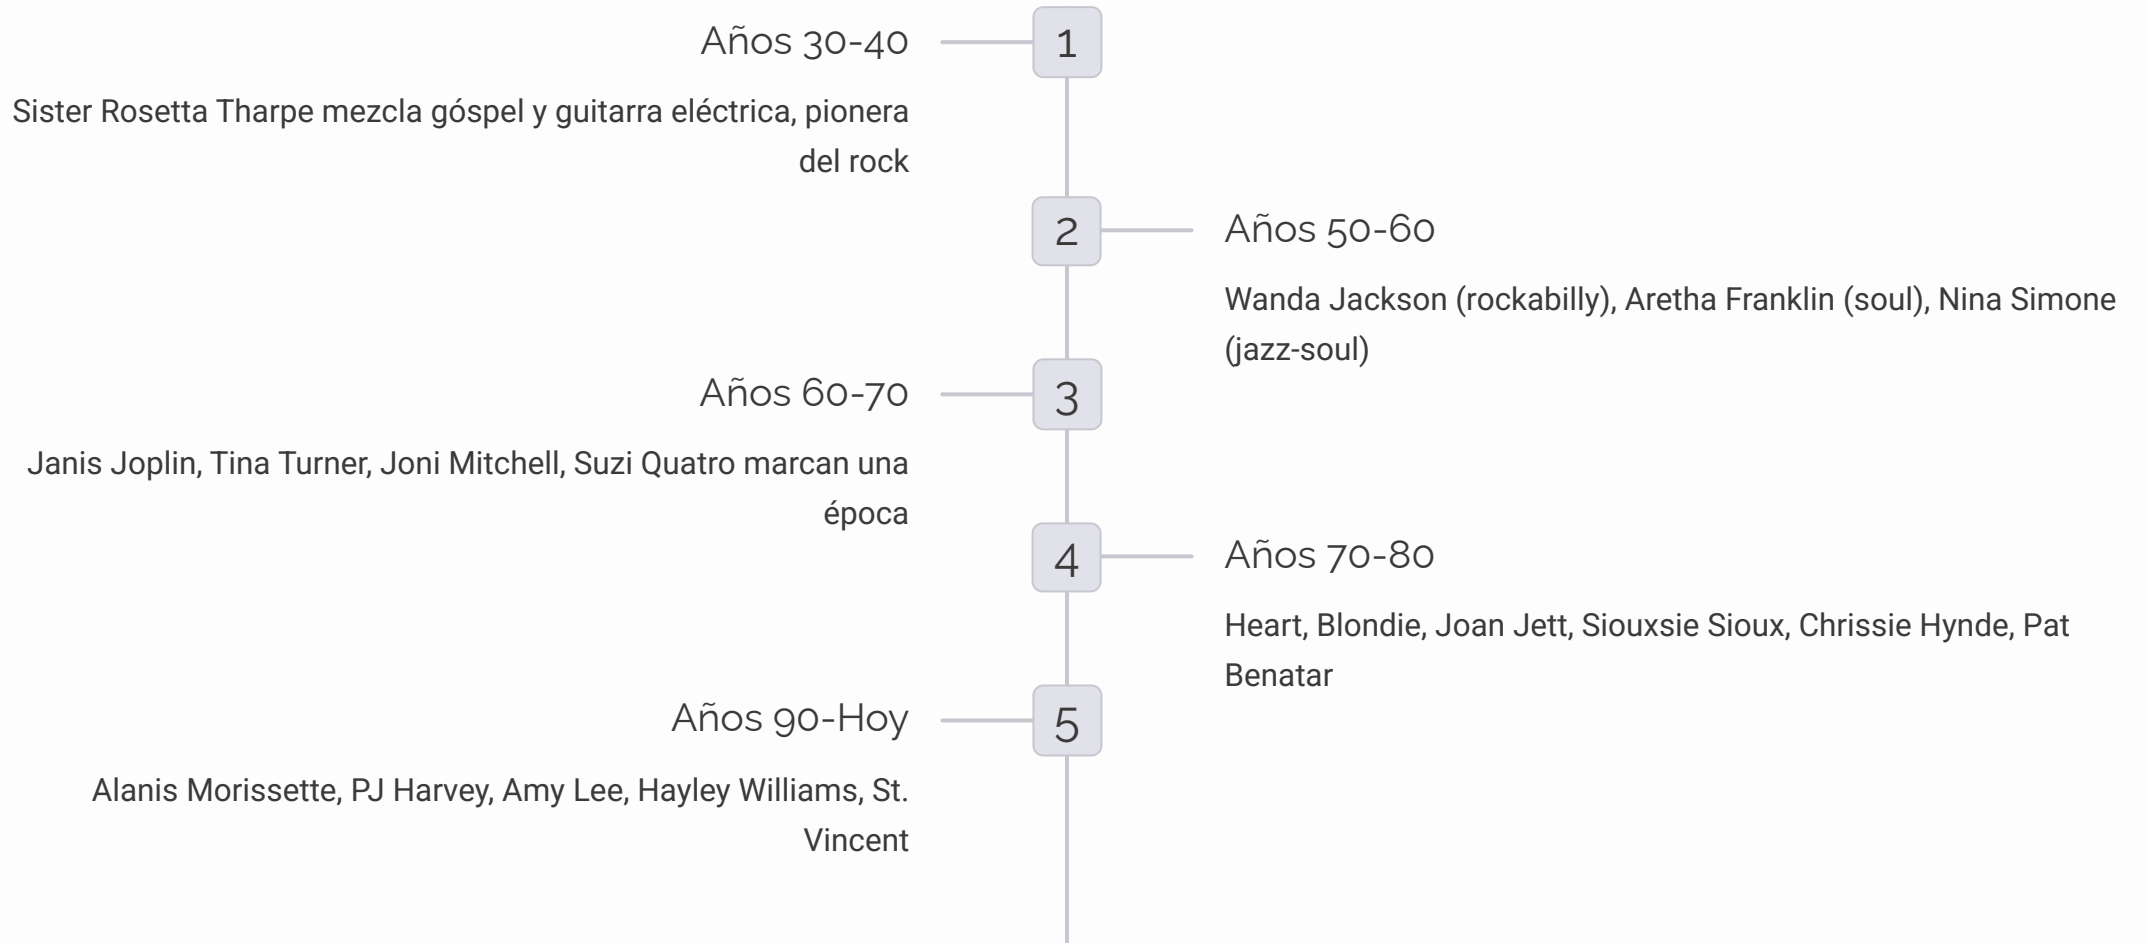 Años 30-40
1
Sister Rosetta Tharpe mezcla góspel y guitarra eléctrica, pionera
del rock
2
Años 50-60
Wanda Jackson (rockabilly), Aretha Franklin (soul), Nina Simone
(jazz-soul)
Años 60-70
3
Janis Joplin, Tina Turner, Joni Mitchell, Suzi Quatro marcan una
época
4
Años 70-80
Heart, Blondie, Joan Jett, Siouxsie Sioux, Chrissie Hynde, Pat
Benatar
Años 90-Hoy
5
Alanis Morissette, PJ Harvey, Amy Lee, Hayley Williams, St.
Vincent